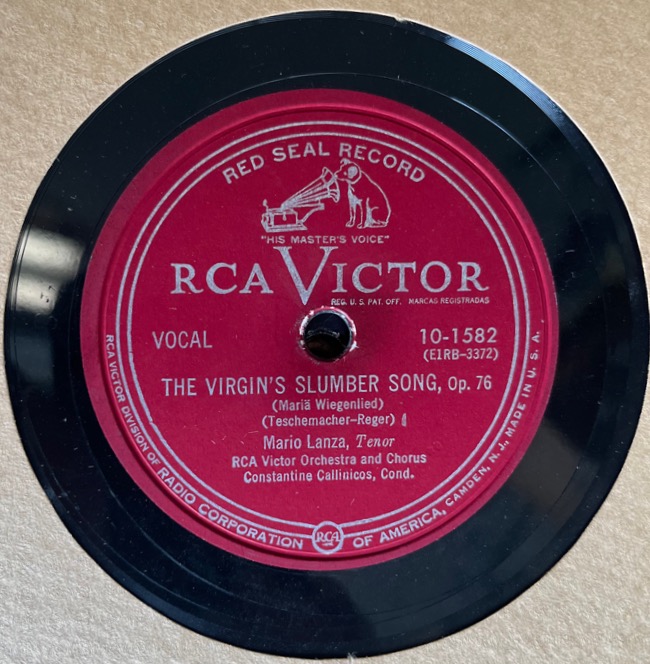 RED SEAL RECORD
"HIS MASTER'S VOICE"
RCA VICTOR
REG. U. S. PAT. OFF. MARCAS REGISTRADAS
VOCAL
10-1582
(E1RB-3372)
THE VIRGIN'S SLUMBER SONG, Op. 76
(Mariä Wiegenlied)
(Teschemacher-Reger)
Mario Lanza, Tenor
RCA Victor Orchestra and Chorus
Constantine Callinicos, Cond.
RCA VICTOR DIVISION OF RADIO CORPORATION OF AMERICA, CAMDEN, N. J., MADE IN U. S. A.
RCA